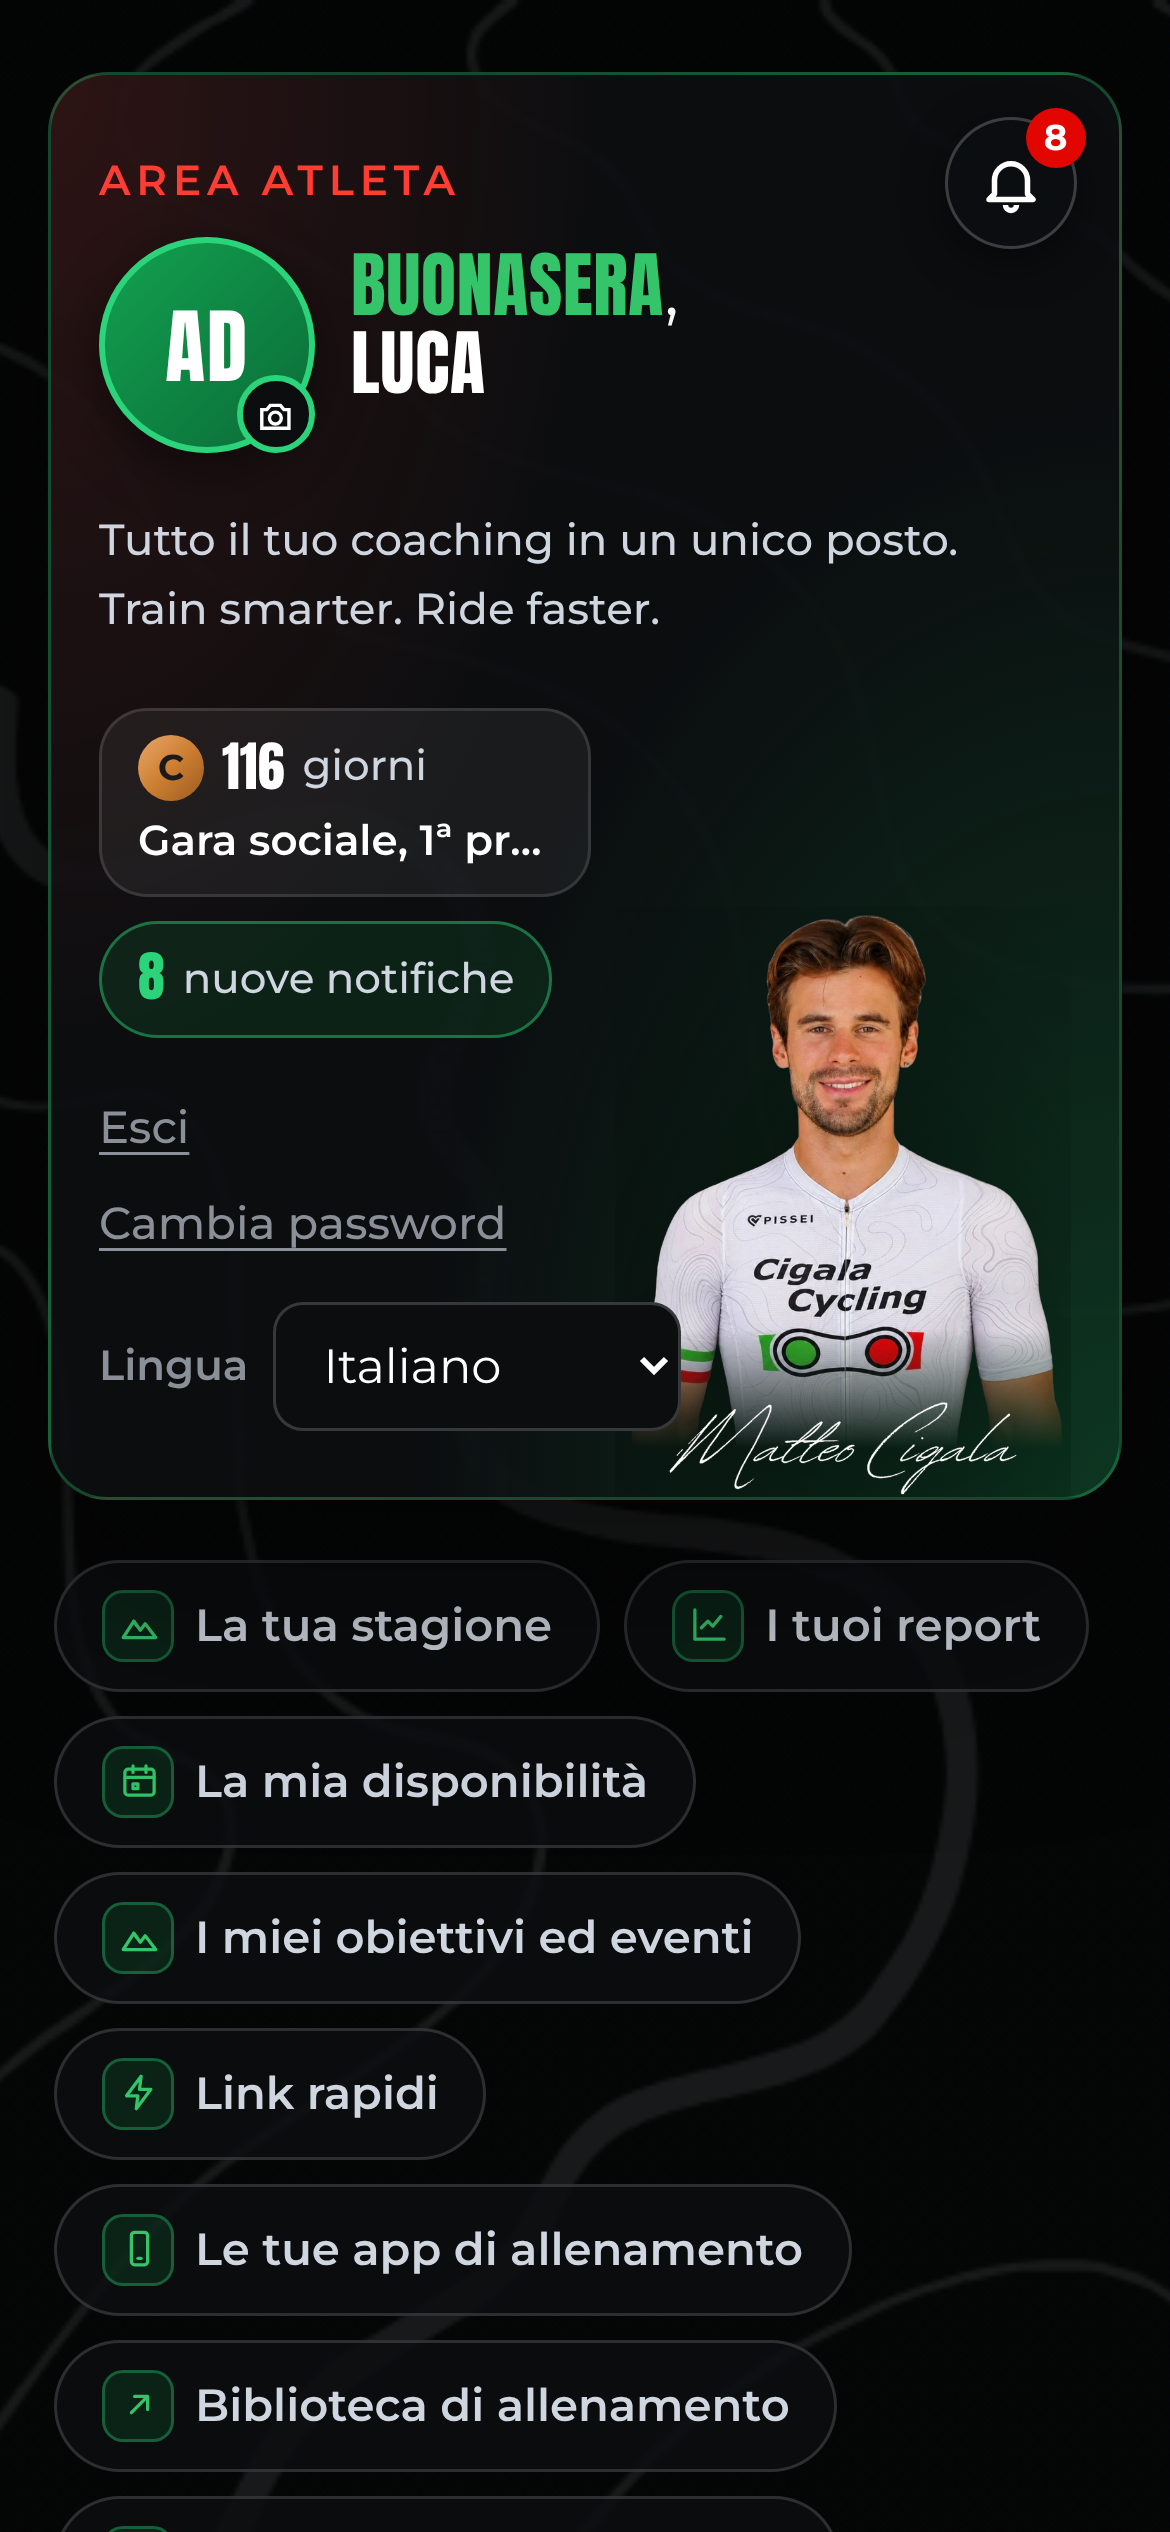 AREA ATLETA
8
AD
BUONASERA,
LUCA
Tutto il tuo coaching in un unico posto.
Train smarter. Ride faster.
C 116 giorni
Gara sociale, 1ª pr...
8 nuove notifiche
Esci
Cambia password
PISSEI
Cigala
Cycling
Lingua Italiano
Matteo Cigala
La tua stagione
I tuoi report
La mia disponibilità
I miei obiettivi ed eventi
Link rapidi
Le tue app di allenamento
Biblioteca di allenamento